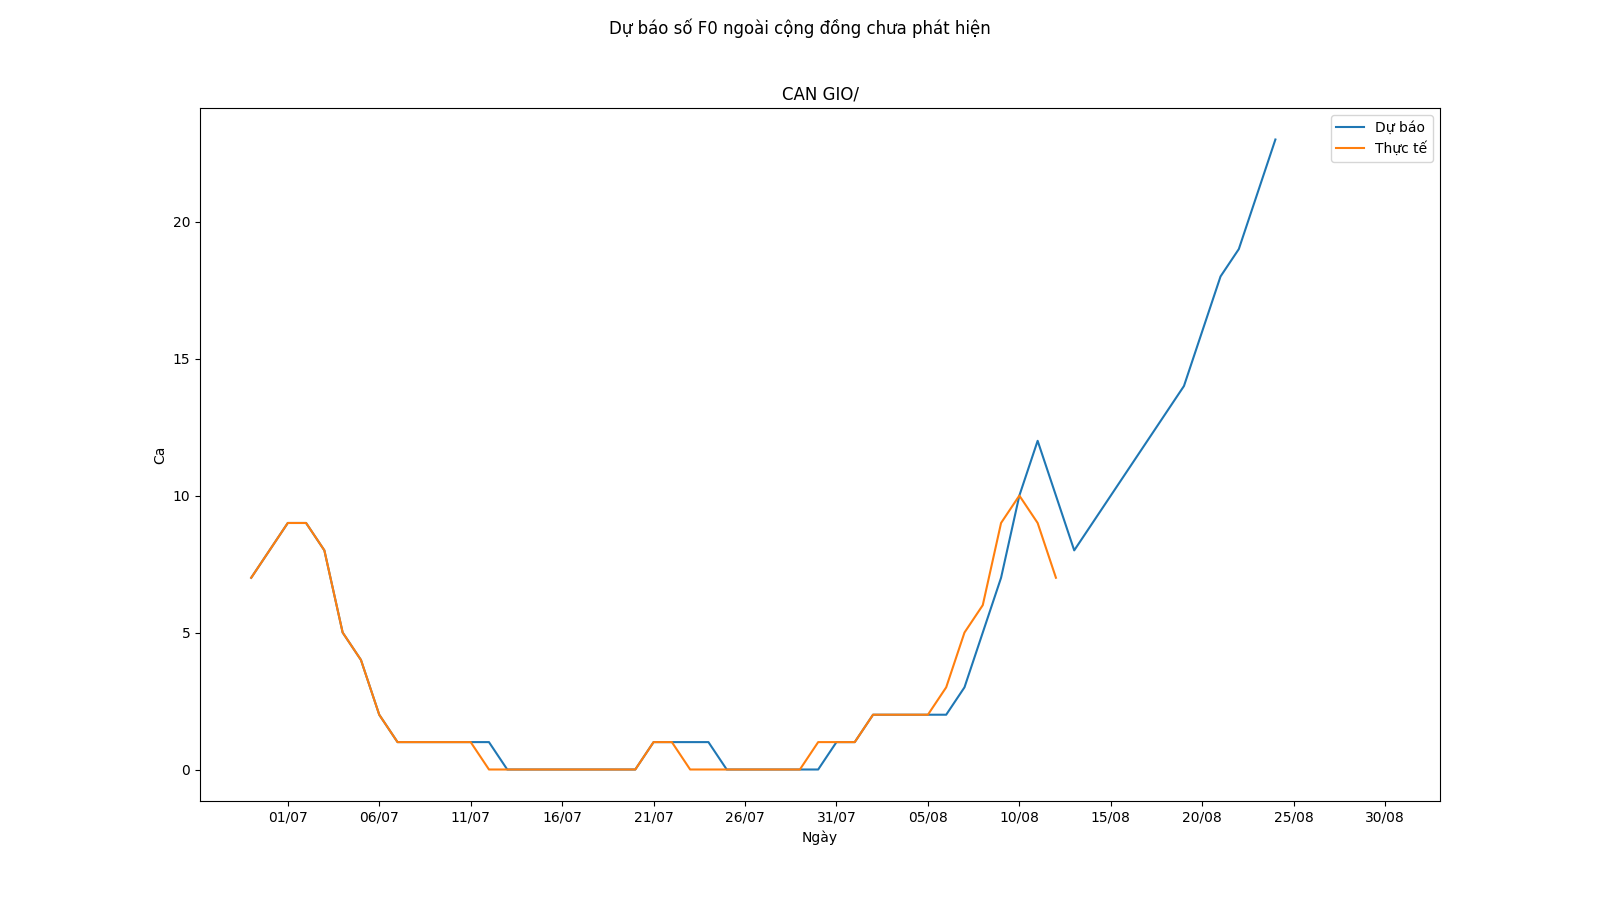 Dự báo số F0 ngoài cộng đồng chưa phát hiện
CAN GIO/
Dự báo
Thực tế
20
15
10
5
0
Ca
01/07 06/07 11/07 16/07 21/07 26/07 31/07 05/08 10/08 15/08 20/08 25/08 30/08
Ngày